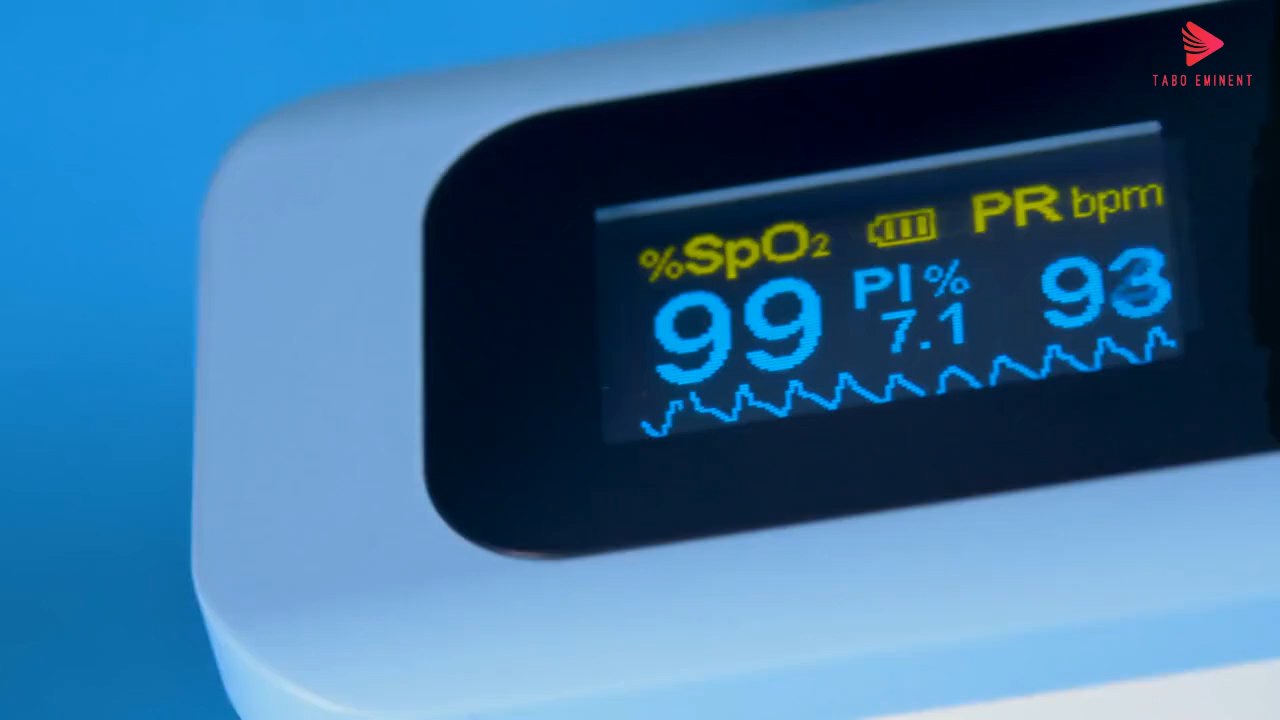 TABO EMINENT
%SpO₂ PR bpm
99 PI% 93
7.1